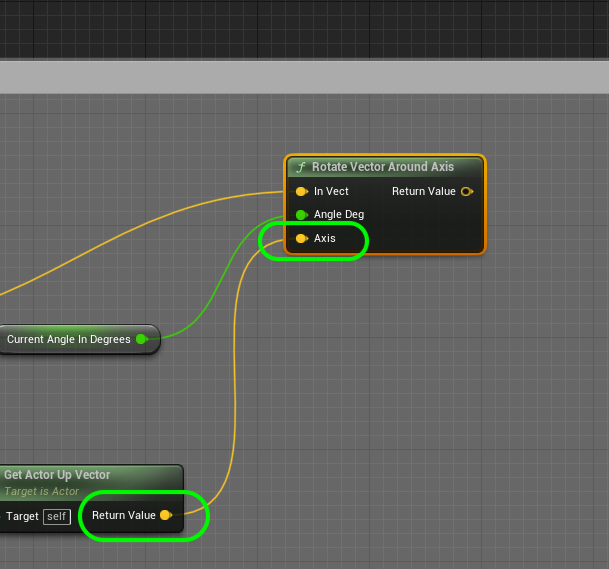 f Rotate Vector Around Axis
In Vect Return Value
Angle Deg
Axis
Current Angle In Degrees
Get Actor Up Vector
Target is Actor
Target self Return Value